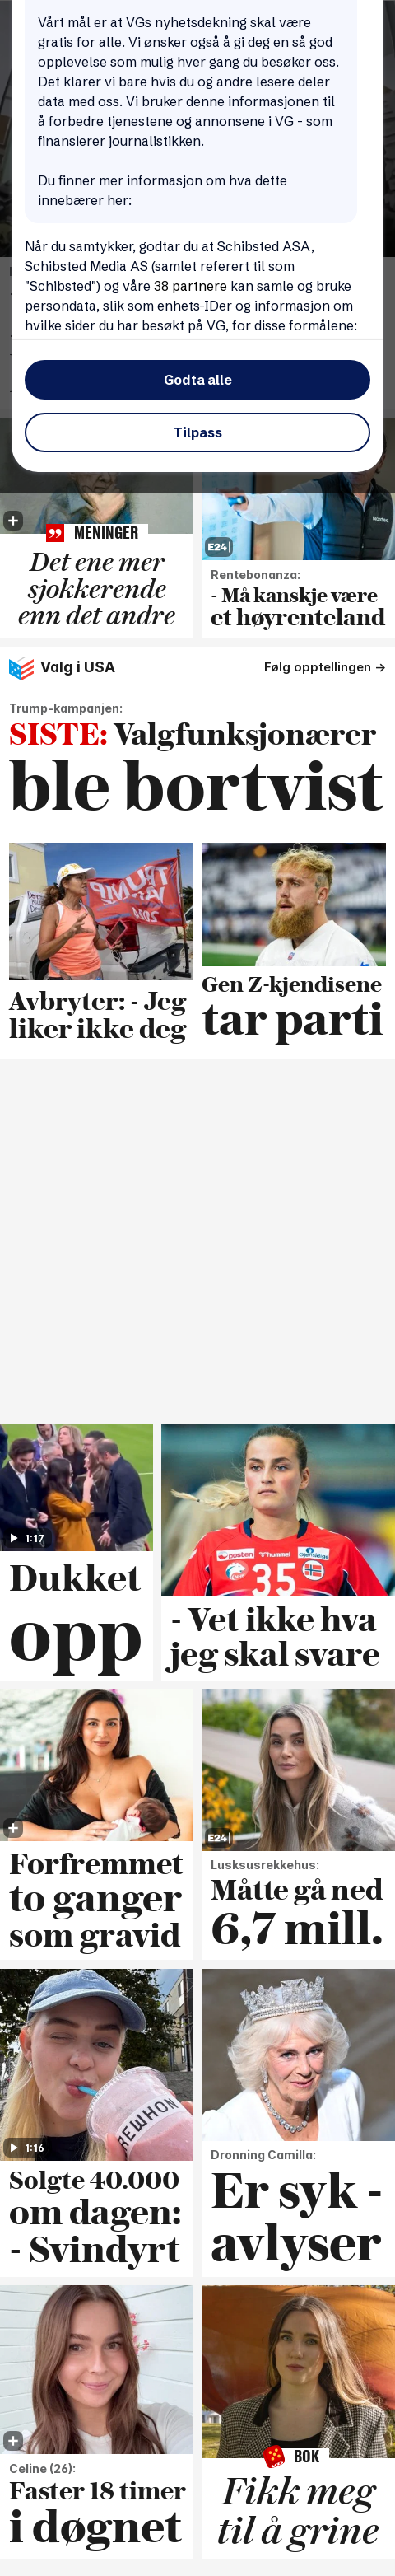 Vårt mål er at VGs nyhetsdekning skal være
gratis for alle. Vi ønsker også å gi deg en så god
opplevelse som mulig hver gang du besøker oss.
Det klarer vi bare hvis du og andre lesere deler
data med oss. Vi bruker denne informasjonen til
å forbedre tjenestene og annonsene i VG - som
finansierer journalistikken.
Du finner mer informasjon om hva dette
innebærer her:
Når du samtykker, godtar du at Schibsted ASA,
Schibsted Media AS (samlet referert til som
"Schibsted") og våre 38 partnere kan samle og bruke
persondata, slik som enhets-IDer og informasjon om
hvilke sider du har besøkt på VG, for disse formålene:
Godta alle
Tilpass
MENINGER
Det ene mer
sjokkerende
enn det andre
E24
Rentebonanza:
- Må kanskje være
et høyrenteland
Valg i USA
Følg opptellingen →
Trump-kampanjen:
SISTE: Valgfunksjonærer
ble bortvist
Avbryter: - Jeg
liker ikke deg
Gen Z-kjendisene
tar parti
1:17
Dukket
opp
posten
hummel
35
- Vet ikke hva
jeg skal svare
Forfremmet
to ganger
som gravid
E24
Lusksusrekkehus:
Måtte gå ned
6,7 mill.
1:16
Solgte 40.000
om dagen:
- Svindyrt
Dronning Camilla:
Er syk -
avlyser
Celine (26):
Faster 18 timer
i døgnet
BOK
Fikk meg
til å grine